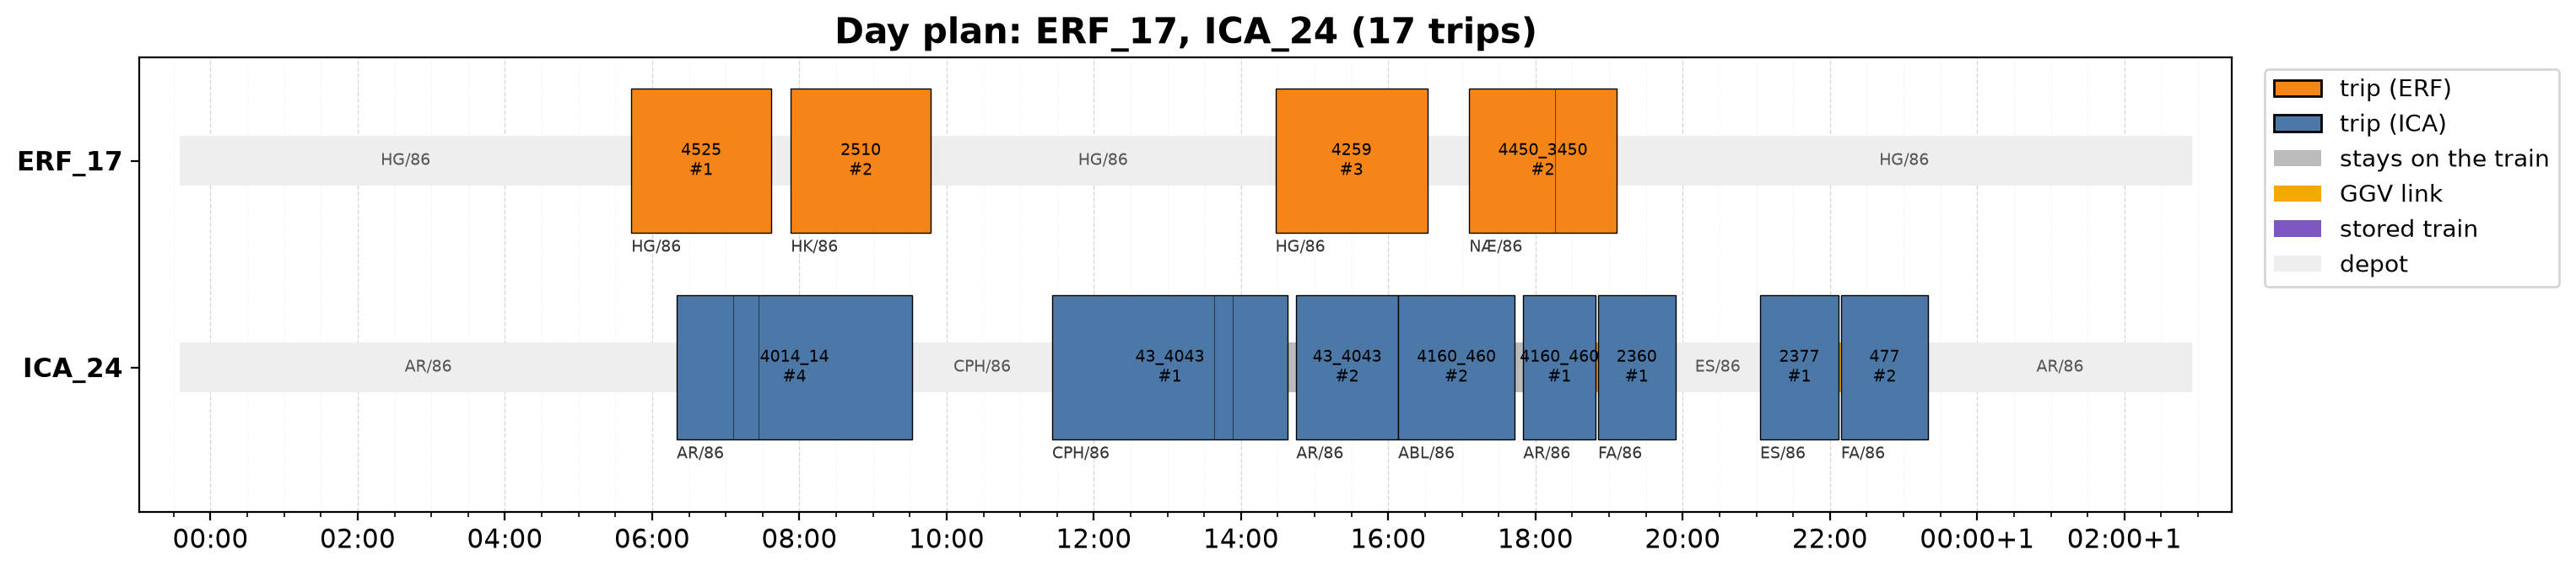 Day plan: ERF_17, ICA_24 (17 trips)
ERF_17
HG/86
4525
#1
HG/86
2510
#2
HK/86
HG/86
4259
#3
HG/86
4450_3450
#2
NÆ/86
HG/86
ICA_24
AR/86
4014_14
#4
AR/86
CPH/86
43_4043
#1
CPH/86
43_4043
#2
AR/86
4160_460
#2
ABL/86
4160_460
#1
AR/86
2360
#1
FA/86
ES/86
2377
#1
ES/86
477
#2
FA/86
AR/86
00:00
02:00
04:00
06:00
08:00
10:00
12:00
14:00
16:00
18:00
20:00
22:00
00:00+1
02:00+1
trip (ERF)
trip (ICA)
stays on the train
GGV link
stored train
depot